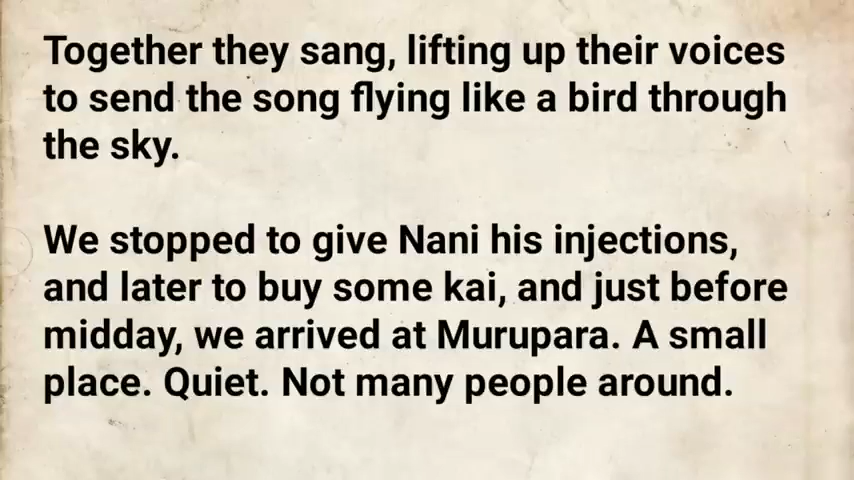 Together they sang, lifting up their voices
to send the song flying like a bird through
the sky.
We stopped to give Nani his injections,
and later to buy some kai, and just before
midday, we arrived at Murupara. A small
place. Quiet. Not many people around.